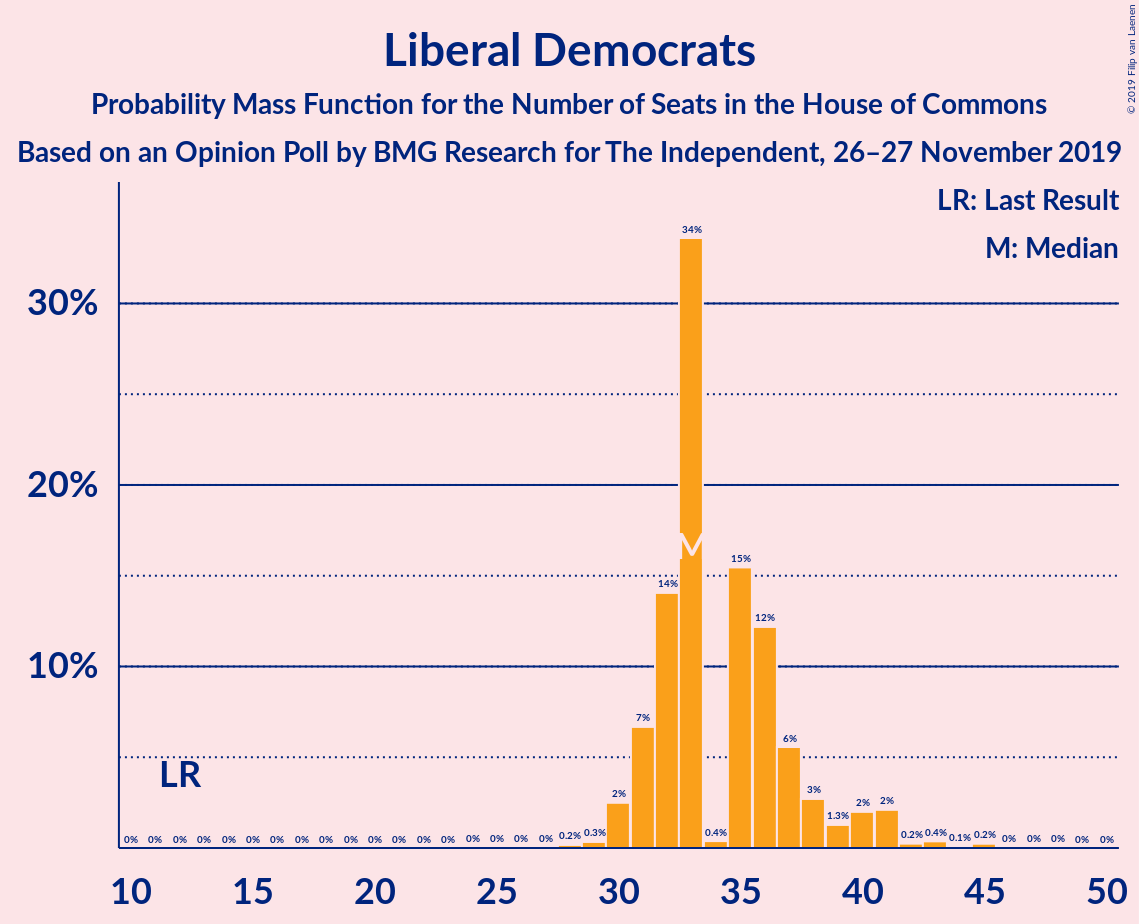 © 2019 Filip van Laenen
Liberal Democrats
Probability Mass Function for the Number of Seats in the House of Commons
Based on an Opinion Poll by BMG Research for The Independent, 26–27 November 2019
LR: Last Result
M: Median
34%
30%
20%
M
15%
14%
12%
10%
7%
6%
LR
3%
2%
2%
2%
1.3%
0% 0% 0% 0% 0% 0% 0% 0% 0% 0% 0% 0% 0% 0% 0% 0% 0% 0% 0.2% 0.3% 0.4% 0.2% 0.4% 0.1% 0.2% 0% 0% 0% 0% 0%
10 15 20 25 30 35 40 45 50